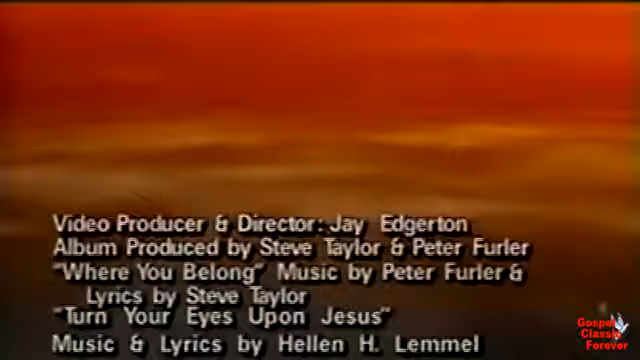 Video Producer & Director: Jay Edgerton
Album Produced by Steve Taylor & Peter Furler
"Where You Belong" Music by Peter Furler &
Lyrics by Steve Taylor
"Turn Your Eyes Upon Jesus"
Music & Lyrics by Hellen H. Lemmel
Gospel
Classic
Forever